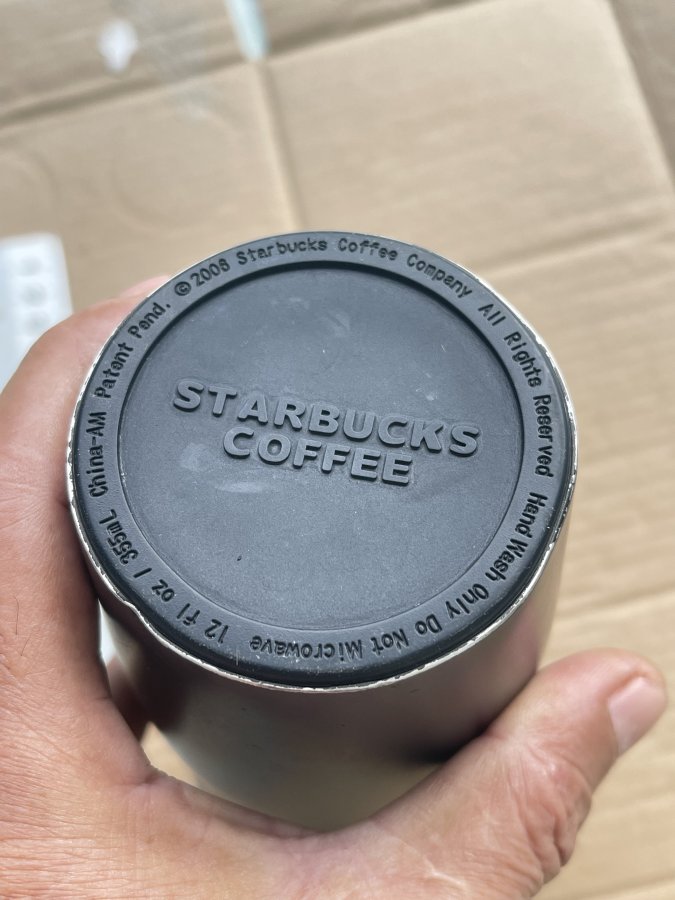 STARBUCKS
COFFEE
©2008 Starbucks Coffee Company All Rights Reserved Hand Wash Only Do Not Microwave 12 fl oz / 355mL China-AM Patent Pend.